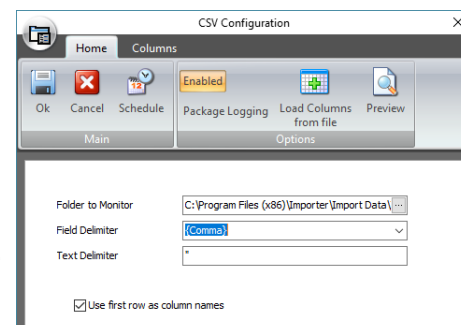 CSV Configuration
Home Columns
Enabled
Ok Cancel Schedule Package Logging Load Columns from file Preview
Main Options
Folder to Monitor C:\Program Files (x86)\Importer\Import Data\ ...
Field Delimiter {Comma}
Text Delimiter "
Use first row as column names